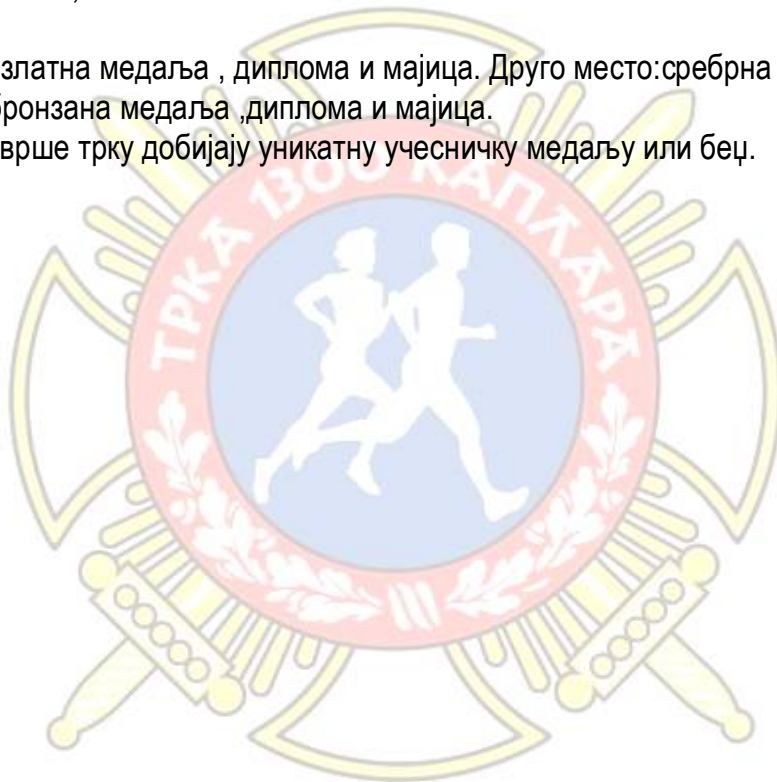 златна медаља , диплома и мајица. Друго место:сребрна
бронзана медаља ,диплома и мајица.
врше трку добијају уникатну учесничку медаљу или беџ.
ТРКА 1300 КАПЛАРА